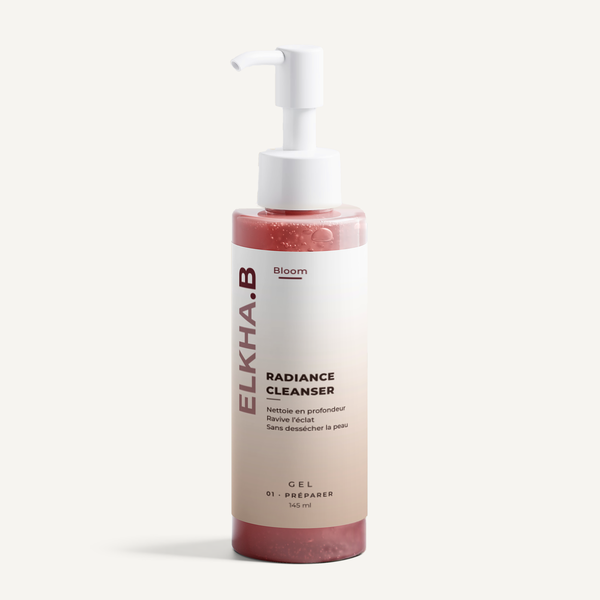 Bloom
ELKHA.B
RADIANCE
CLEANSER
Nettoie en profondeur
Ravive l'éclat
Sans dessécher la peau
GEL
01 - PRÉPARER
145 ml